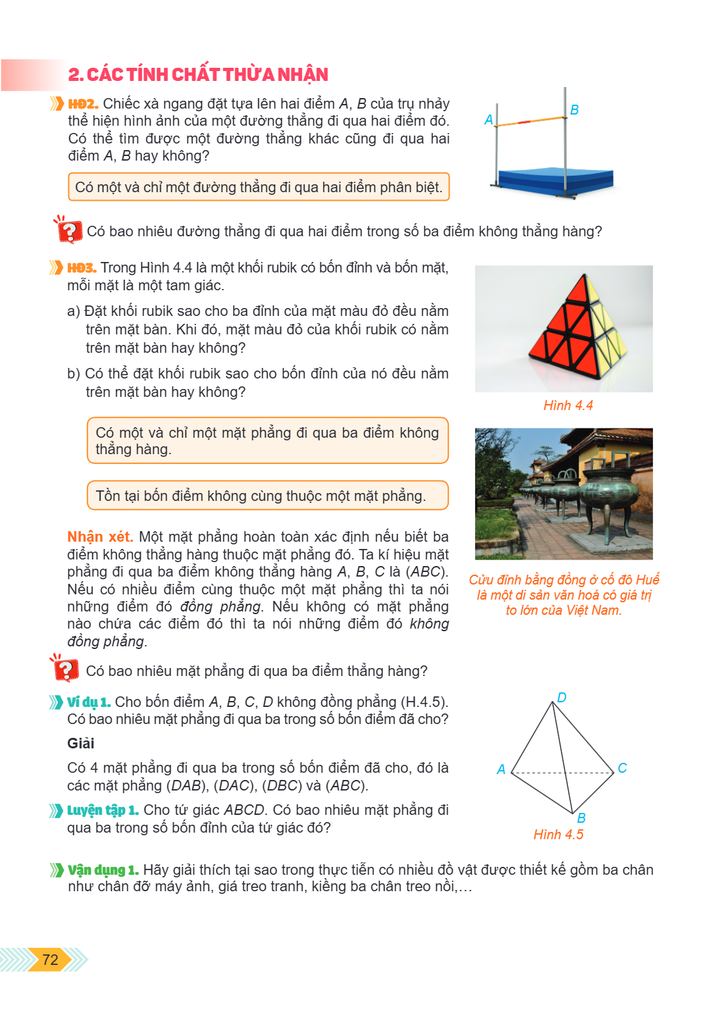 2. CÁC TÍNH CHẤT THỪA NHẬN
HĐ2. Chiếc xà ngang đặt tựa lên hai điểm A, B của trụ nhảy
thể hiện hình ảnh của một đường thẳng đi qua hai điểm đó.
Có thể tìm được một đường thẳng khác cũng đi qua hai
điểm A, B hay không?
A
B
Có một và chỉ một đường thẳng đi qua hai điểm phân biệt.
? Có bao nhiêu đường thẳng đi qua hai điểm trong số ba điểm không thẳng hàng?
HĐ3. Trong Hình 4.4 là một khối rubik có bốn đỉnh và bốn mặt,
mỗi mặt là một tam giác.
a) Đặt khối rubik sao cho ba đỉnh của mặt màu đỏ đều nằm
trên mặt bàn. Khi đó, mặt màu đỏ của khối rubik có nằm
trên mặt bàn hay không?
b) Có thể đặt khối rubik sao cho bốn đỉnh của nó đều nằm
trên mặt bàn hay không?
Hình 4.4
Có một và chỉ một mặt phẳng đi qua ba điểm không
thẳng hàng.
Tồn tại bốn điểm không cùng thuộc một mặt phẳng.
Nhận xét. Một mặt phẳng hoàn toàn xác định nếu biết ba
điểm không thẳng hàng thuộc mặt phẳng đó. Ta kí hiệu mặt
phẳng đi qua ba điểm không thẳng hàng A, B, C là (ABC).
Nếu có nhiều điểm cùng thuộc một mặt phẳng thì ta nói
những điểm đó đồng phẳng. Nếu không có mặt phẳng
nào chứa các điểm đó thì ta nói những điểm đó không
đồng phẳng.
Cửu đỉnh bằng đồng ở cố đô Huế
là một di sản văn hoá có giá trị
to lớn của Việt Nam.
? Có bao nhiêu mặt phẳng đi qua ba điểm thẳng hàng?
Ví dụ 1. Cho bốn điểm A, B, C, D không đồng phẳng (H.4.5).
Có bao nhiêu mặt phẳng đi qua ba trong số bốn điểm đã cho?
Giải
Có 4 mặt phẳng đi qua ba trong số bốn điểm đã cho, đó là
các mặt phẳng (DAB), (DAC), (DBC) và (ABC).
D
A
C
B
Hình 4.5
Luyện tập 1. Cho tứ giác ABCD. Có bao nhiêu mặt phẳng đi
qua ba trong số bốn đỉnh của tứ giác đó?
Vận dụng 1. Hãy giải thích tại sao trong thực tiễn có nhiều đồ vật được thiết kế gồm ba chân
như chân đỡ máy ảnh, giá treo tranh, kiềng ba chân treo nồi,…
72